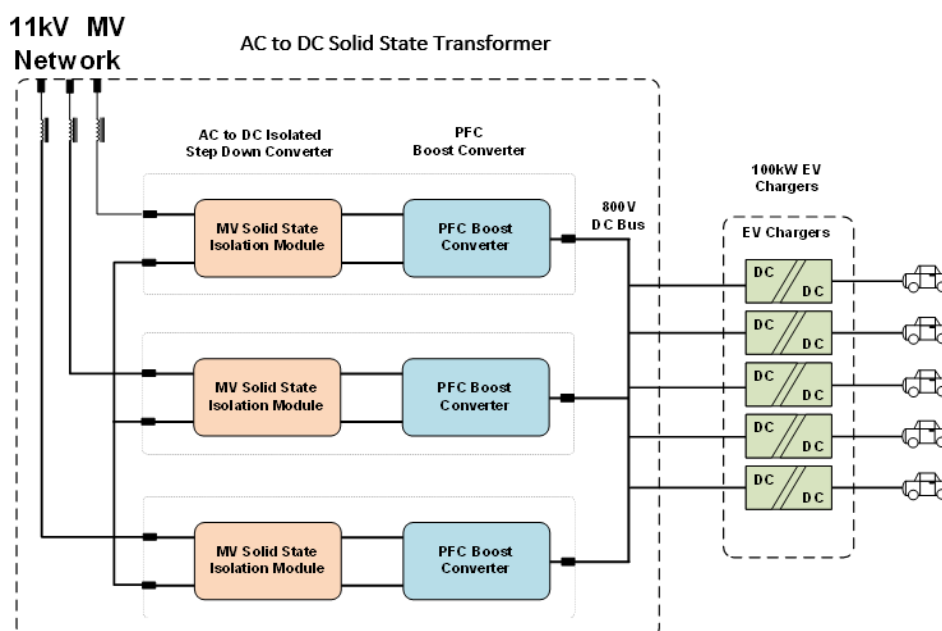 11kV MV
Network
AC to DC Solid State Transformer
AC to DC Isolated
Step Down Converter
PFC
Boost Converter
MV Solid State
Isolation Module
PFC Boost
Converter
800V
DC Bus
100kW EV
Chargers
EV Chargers
DC
DC
DC
DC
MV Solid State
Isolation Module
PFC Boost
Converter
DC
DC
DC
DC
DC
DC
MV Solid State
Isolation Module
PFC Boost
Converter